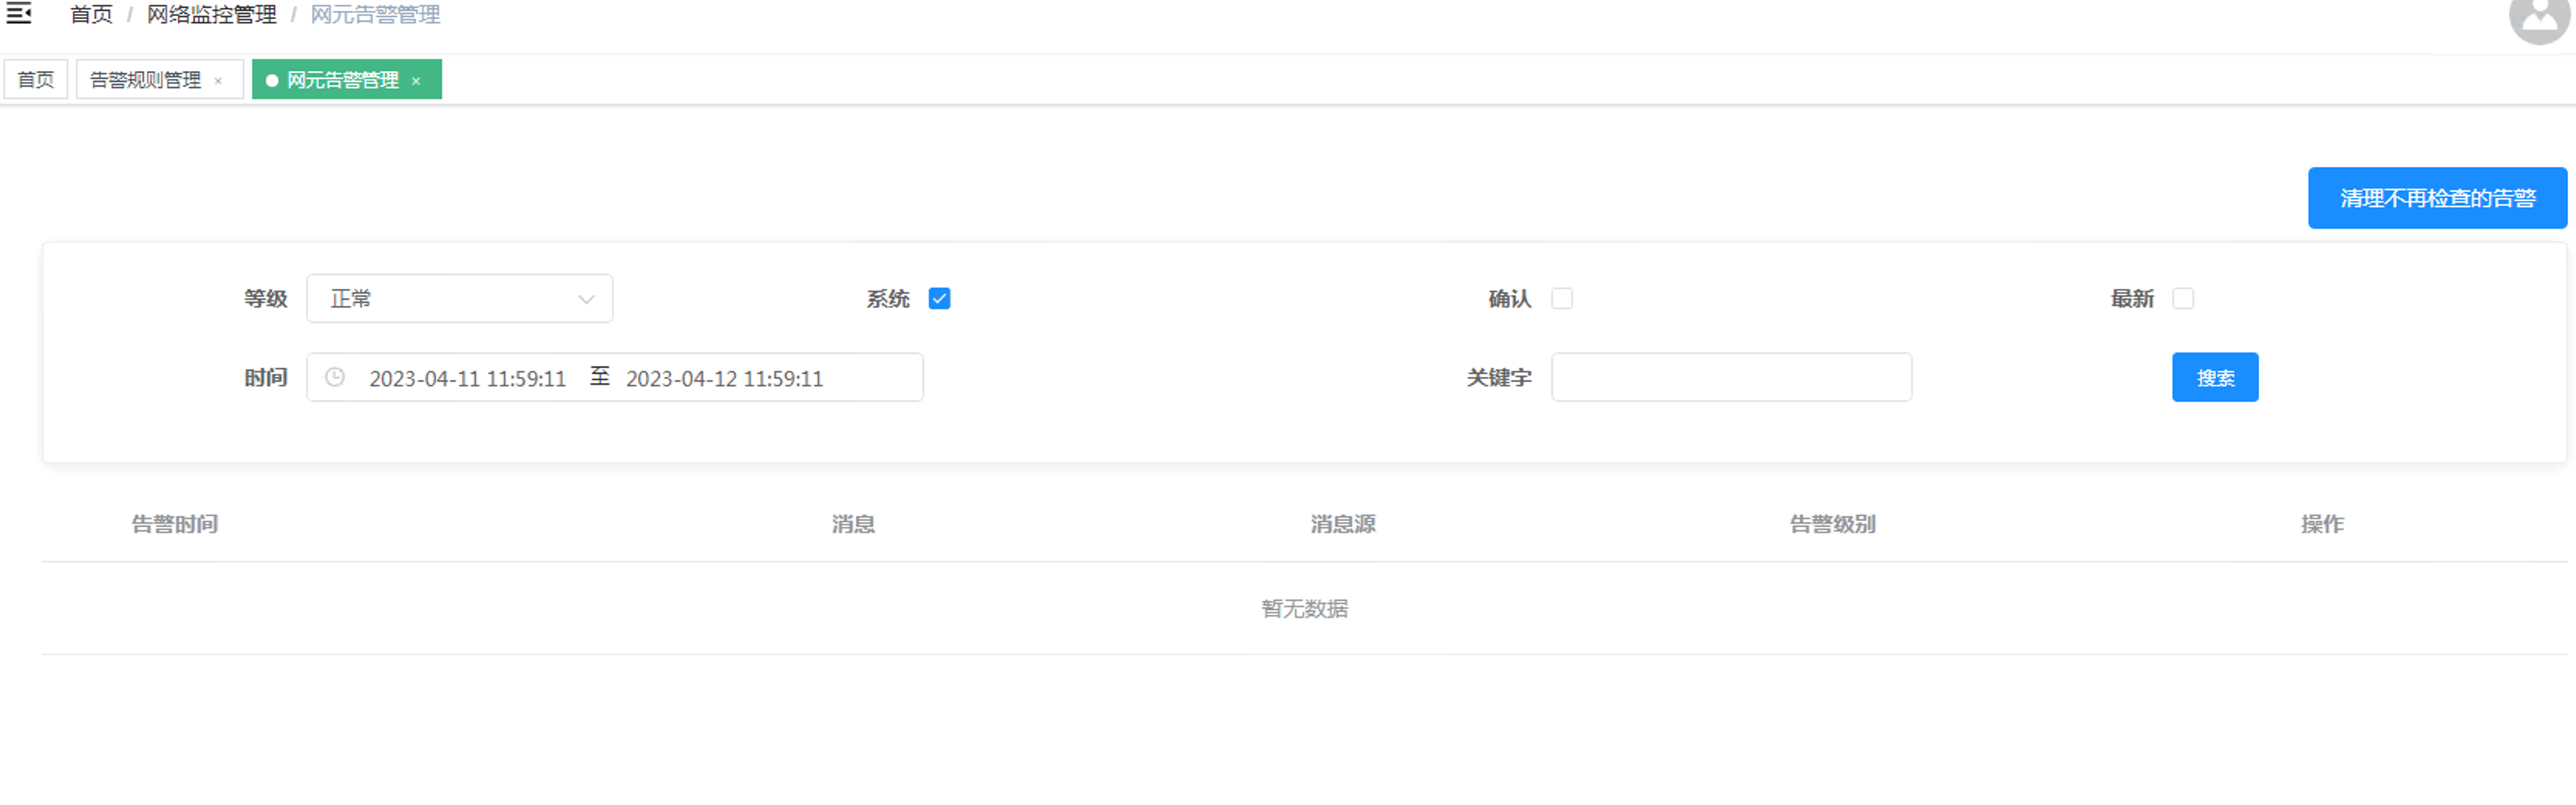 首页 / 网络监控管理 / 网元告警管理
首页 告警规则管理 × 网元告警管理 ×
清理不再检查的告警
等级 正常 系统 确认 最新
时间 2023-04-11 11:59:11 至 2023-04-12 11:59:11 关键字 搜索
告警时间 消息 消息源 告警级别 操作
暂无数据